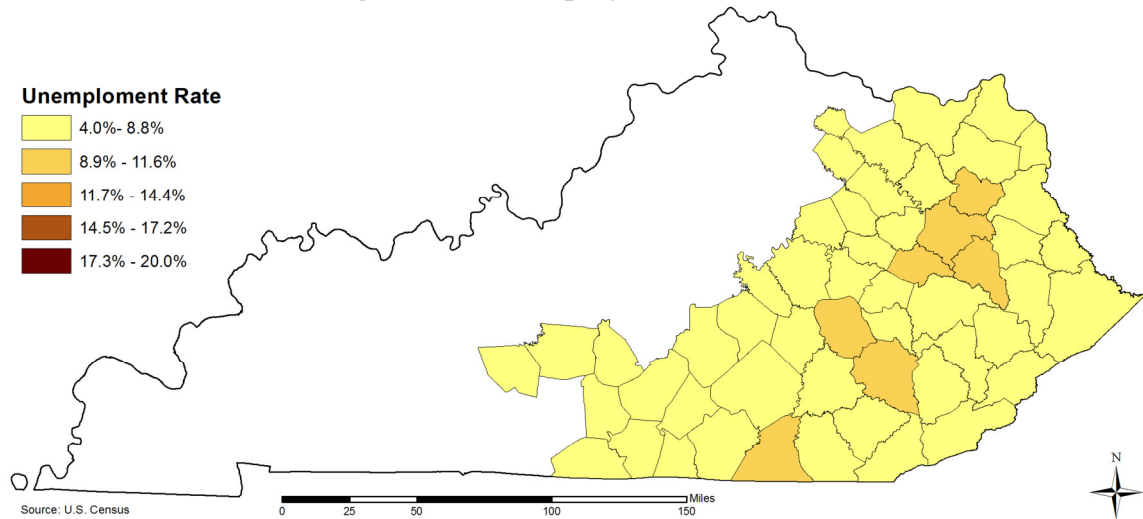 Unemploment Rate
4.0%- 8.8%
8.9% - 11.6%
11.7% - 14.4%
14.5% - 17.2%
17.3% - 20.0%
N
Miles
0 25 50 100 150
Source: U.S. Census